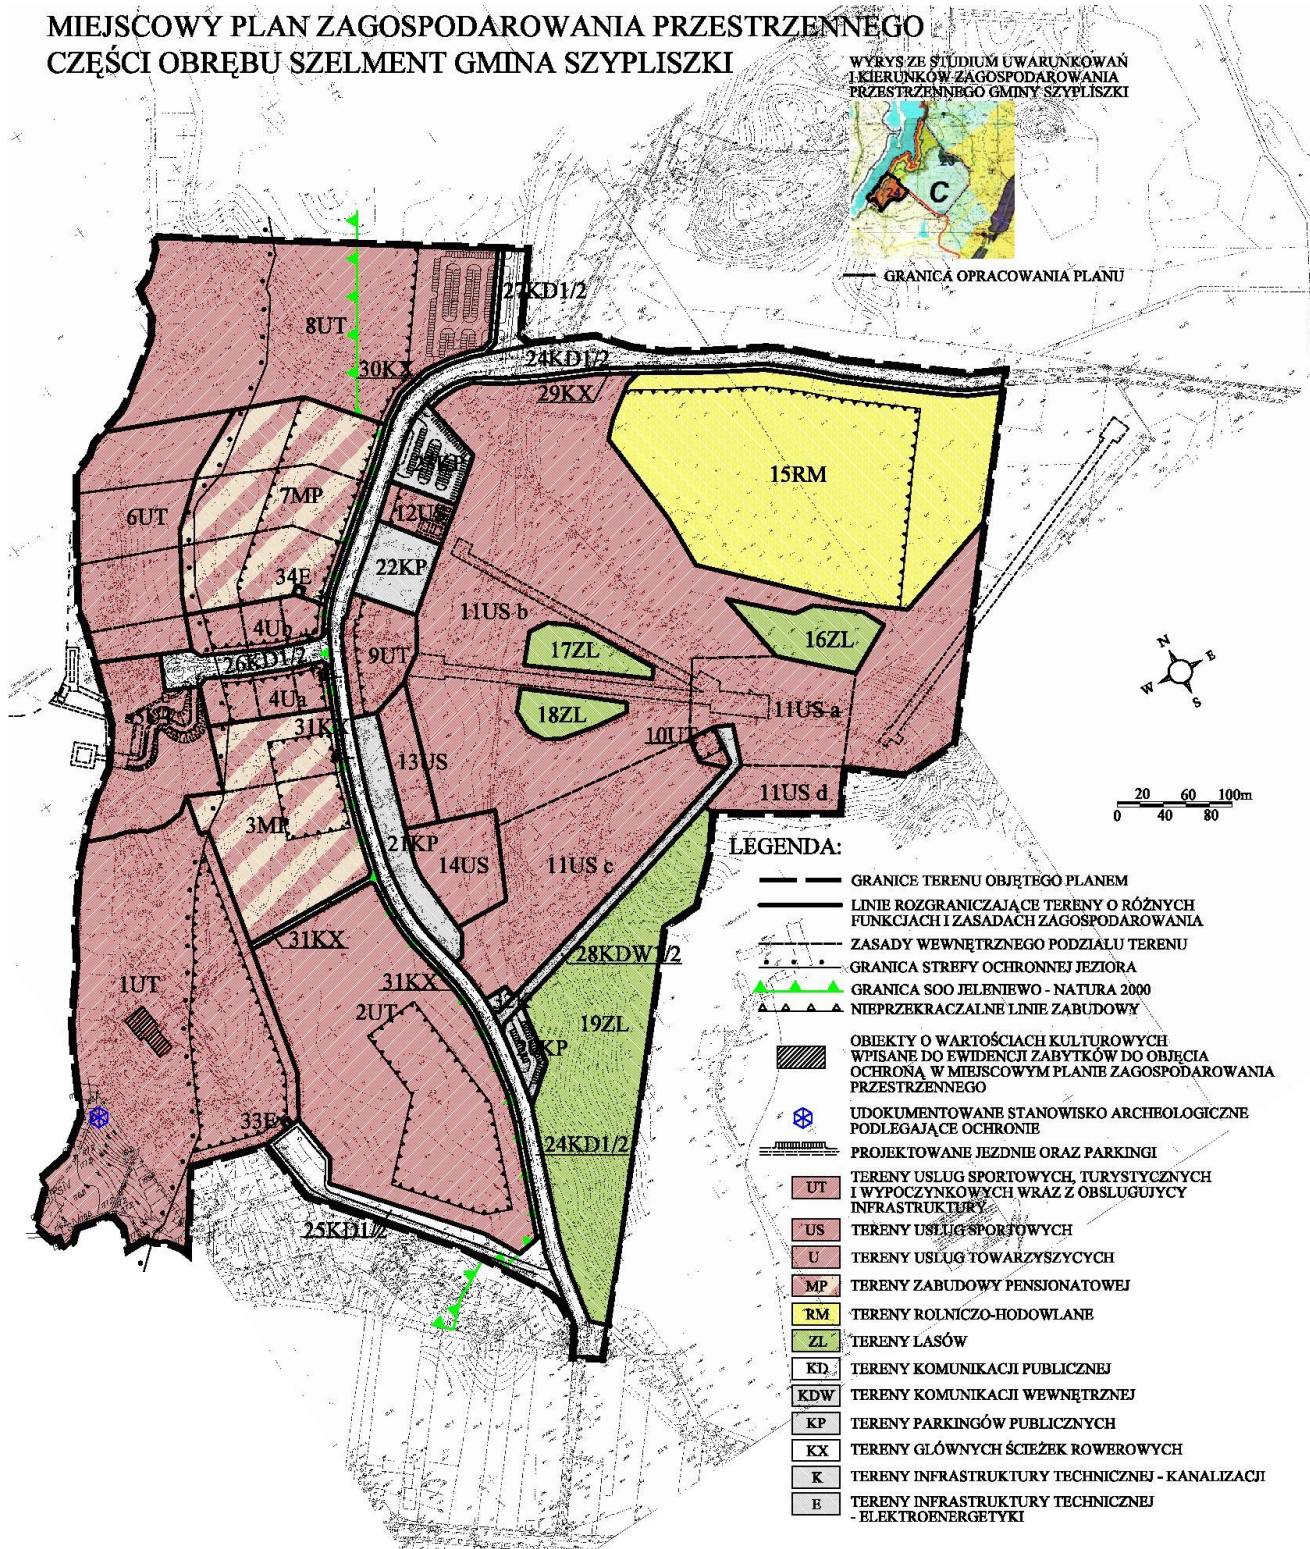 MIEJSCOWY PLAN ZAGOSPODAROWANIA PRZESTRZENNEGO
CZĘŚCI OBRĘBU SZELMENT GMINA SZYPLISZKI
WYRYS ZE STUDIUM UWARUNKOWAŃ
I KIERUNKÓW ZAGOSPODAROWANIA
PRZESTRZENNEGO GMINY SZYPLISZKI
C
GRANICA OPRACOWANIA PLANU
27KD1/2
8UT
24KD1/2
30KX
29KX
15RM
7MP
6UT
12US
22KP
34E
11US b
4Ub
16ZL
17ZL
26KD1/2
9UT
N
E
W
S
4Ua
18ZL
11US a
31KX
10UT
13US
11US d
20 60 100m
0 40 80
3MP
21KP
14US
11US c
LEGENDA:
GRANICE TERENU OBJĘTEGO PLANEM
LINIE ROZGRANICZAJĄCE TERENY O RÓŻNYCH
FUNKCJACH I ZASADACH ZAGOSPODAROWANIA
31KX
ZASADY WEWNĘTRZNEGO PODZIAŁU TERENU
28KDW1/2
GRANICA STREFY OCHRONNEJ JEZIORA
1UT
31KX
GRANICA SOO JELENIEWO - NATURA 2000
2UT
NIEPRZEKRACZALNE LINIE ZABUDOWY
19ZL
KP
OBIEKTY O WARTOŚCIACH KULTUROWYCH
WPISANE DO EWIDENCJI ZABYTKÓW DO OBJĘCIA
OCHRONĄ W MIEJSCOWYM PLANIE ZAGOSPODAROWANIA
PRZESTRZENNEGO
33E
UDOKUMENTOWANE STANOWISKO ARCHEOLOGICZNE
PODLEGAJĄCE OCHRONIE
24KD1/2
PROJEKTOWANE JEZDNIE ORAZ PARKINGI
UT TERENY USLUG SPORTOWYCH, TURYSTYCZNYCH
I WYPOCZYNKOWYCH WRAZ Z OBSLUGUJYCY
INFRASTRUKTURY
25KD1/2
US TERENY USŁUG SPORTOWYCH
U TERENY USLUG TOWARZYSZYCYCH
MP TERENY ZABUDOWY PENSJONATOWEJ
RM TERENY ROLNICZO-HODOWLANE
ZL TERENY LASÓW
KD TERENY KOMUNIKACJI PUBLICZNEJ
KDW TERENY KOMUNIKACJI WEWNĘTRZNEJ
KP TERENY PARKINGÓW PUBLICZNYCH
KX TERENY GŁÓWNYCH ŚCIEŻEK ROWEROWYCH
K TERENY INFRASTRUKTURY TECHNICZNEJ - KANALIZACJI
E TERENY INFRASTRUKTURY TECHNICZNEJ
- ELEKTROENERGETYKI